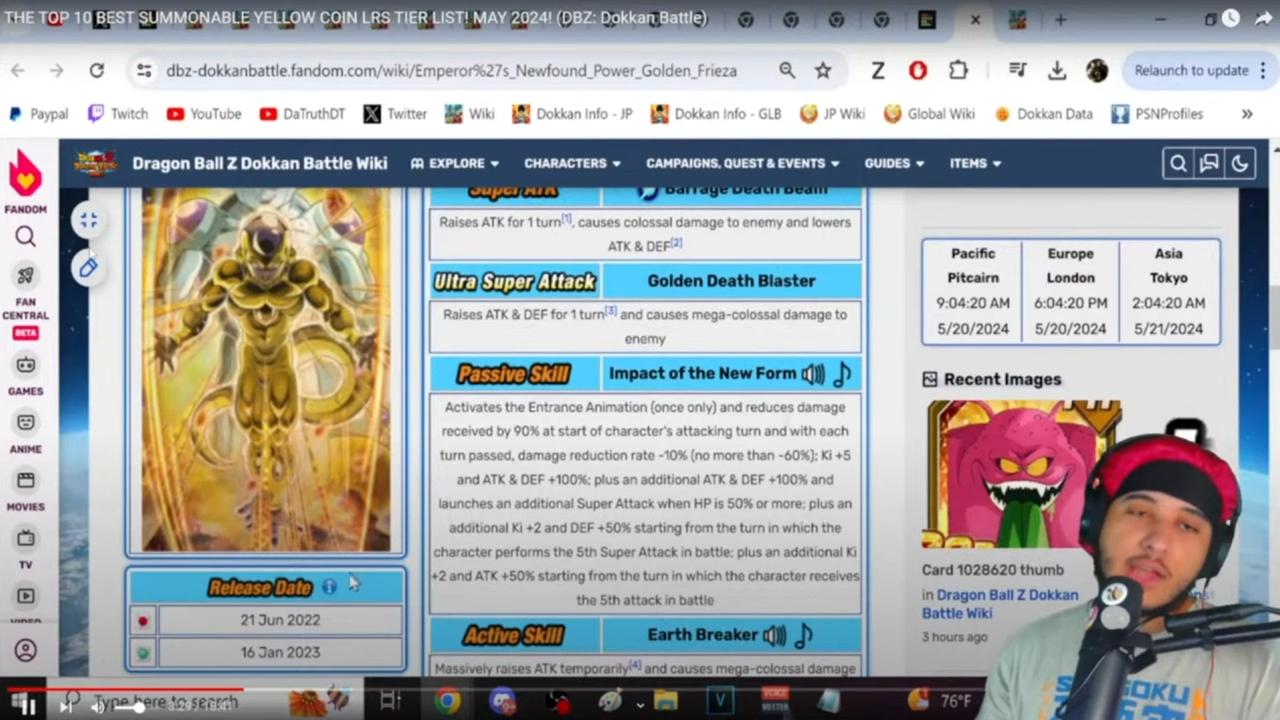 THE TOP 10 BEST SUMMONABLE YELLOW COIN LRS TIER LIST! MAY 2024! (DBZ: Dokkan Battle)
dbz-dokkanbattle.fandom.com/wiki/Emperor%27s_Newfound_Power_Golden_Frieza
Z
Relaunch to update
Paypal Twitch YouTube DaTruthDT Twitter Wiki Dokkan Info - JP Dokkan Info - GLB JP Wiki Global Wiki Dokkan Data PSNProfiles »
Dragon Ball Z Dokkan Battle Wiki EXPLORE CHARACTERS CAMPAIGNS, QUEST & EVENTS GUIDES ITEMS
FANDOM
FAN
CENTRAL
BETA
GAMES
ANIME
MOVIES
TV
Super ATK Barrage Death Beam
Raises ATK for 1 turn[1], causes colossal damage to enemy and lowers
ATK & DEF[2]
Ultra Super Attack Golden Death Blaster
Raises ATK & DEF for 1 turn[3] and causes mega-colossal damage to
enemy
Passive Skill Impact of the New Form
Activates the Entrance Animation (once only) and reduces damage
received by 90% at start of character's attacking turn and with each
turn passed, damage reduction rate -10% (no more than -60%); Ki +5
and ATK & DEF +100%; plus an additional ATK & DEF +100% and
launches an additional Super Attack when HP is 50% or more; plus an
additional Ki +2 and DEF +50% starting from the turn in which the
character performs the 5th Super Attack in battle; plus an additional Ki
+2 and ATK +50% starting from the turn in which the character receives
the 5th attack in battle
Active Skill Earth Breaker
Massively raises ATK temporarily[4] and causes mega-colossal damage
Release Date
21 Jun 2022
16 Jan 2023
Pacific Europe Asia
Pitcairn London Tokyo
9:04:20 AM 6:04:20 PM 2:04:20 AM
5/20/2024 5/20/2024 5/21/2024
Recent Images
Card 1028620 thumb
in Dragon Ball Z Dokkan
Battle Wiki
3 hours ago
Type here to search
V
VOICE
MEETER
76°F